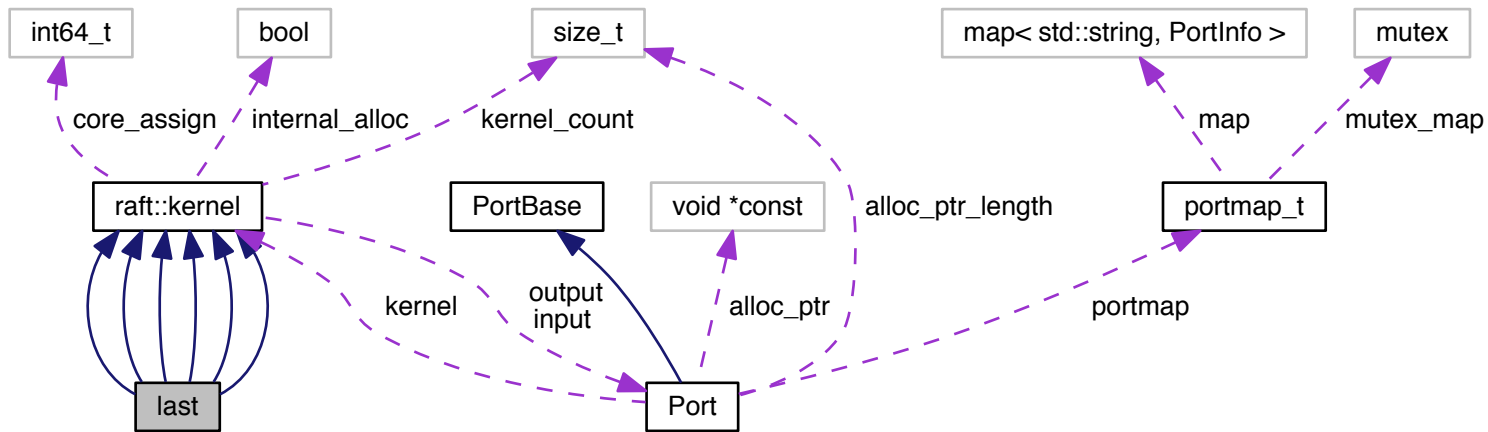 int64_t
bool
size_t
map< std::string, PortInfo >
mutex
core_assign
internal_alloc
kernel_count
map
mutex_map
raft::kernel
PortBase
void *const
alloc_ptr_length
portmap_t
kernel
output
input
alloc_ptr
portmap
last
Port